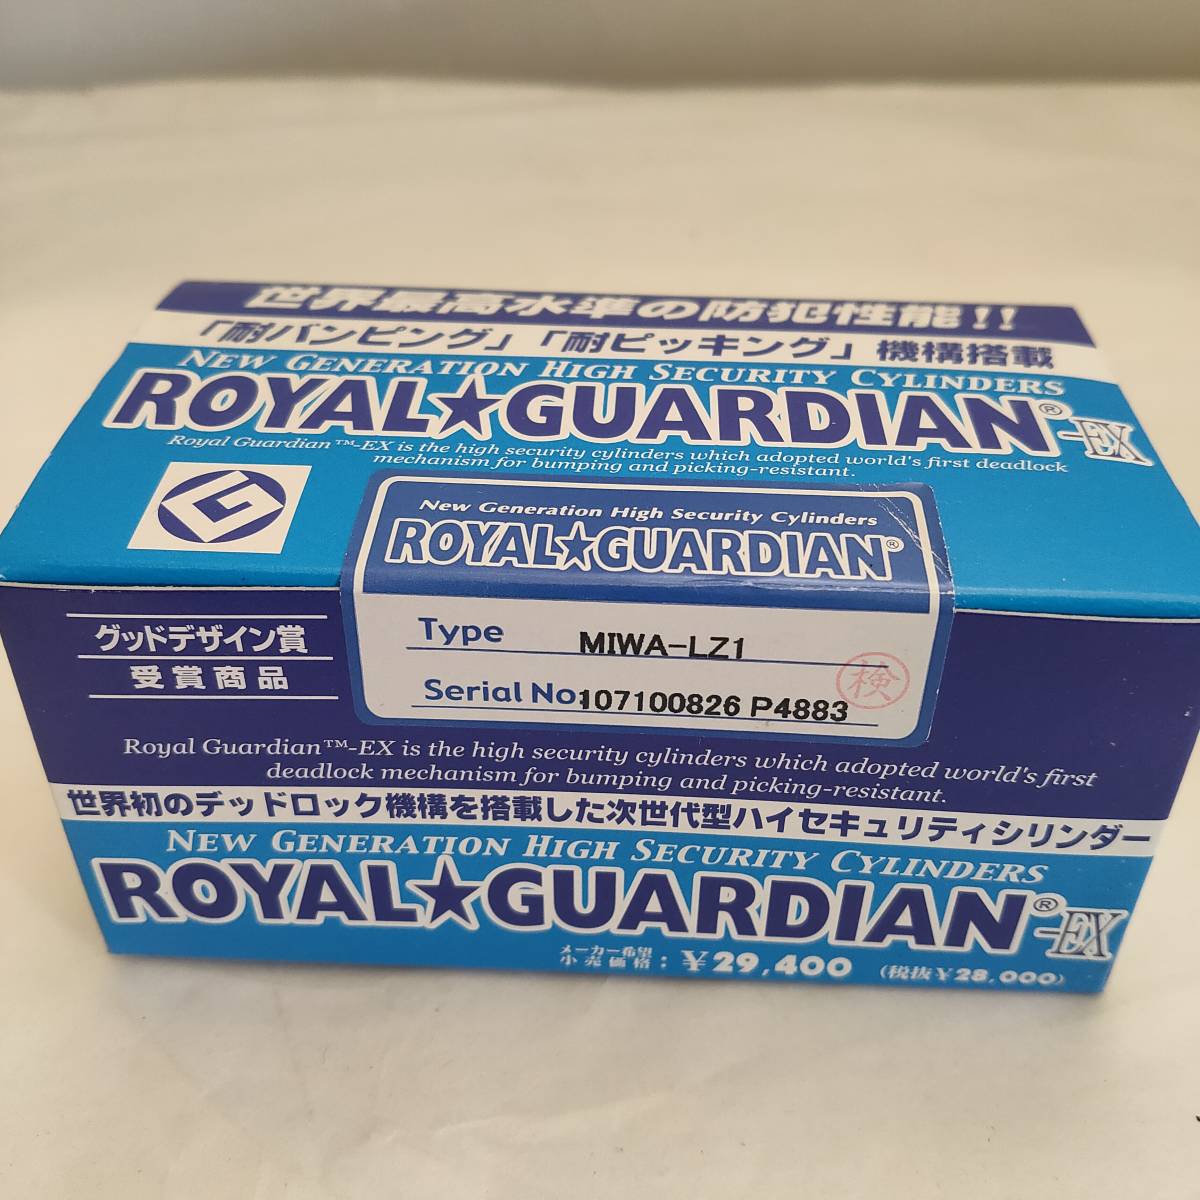 世界最高水準の防犯性能!!
「耐バンピング」「耐ピッキング」機構搭載
NEW GENERATION HIGH SECURITY CYLINDERS
ROYAL★GUARDIAN®-EX
Royal Guardian™-EX is the high security cylinders which adopted world's first deadlock
mechanism for bumping and picking-resistant.
G
New Generation High Security Cylinders
ROYAL★GUARDIAN®
Type MIWA-LZ1
Serial No. 107100826 P4883
検
グッドデザイン賞
受賞商品
Royal Guardian™-EX is the high security cylinders which adopted world's first
deadlock mechanism for bumping and picking-resistant.
世界初のデッドロック機構を搭載した次世代型ハイセキュリティシリンダー
NEW GENERATION HIGH SECURITY CYLINDERS
ROYAL★GUARDIAN®-EX
メーカー希望
小売価格:¥29,400 (税抜¥28,000)